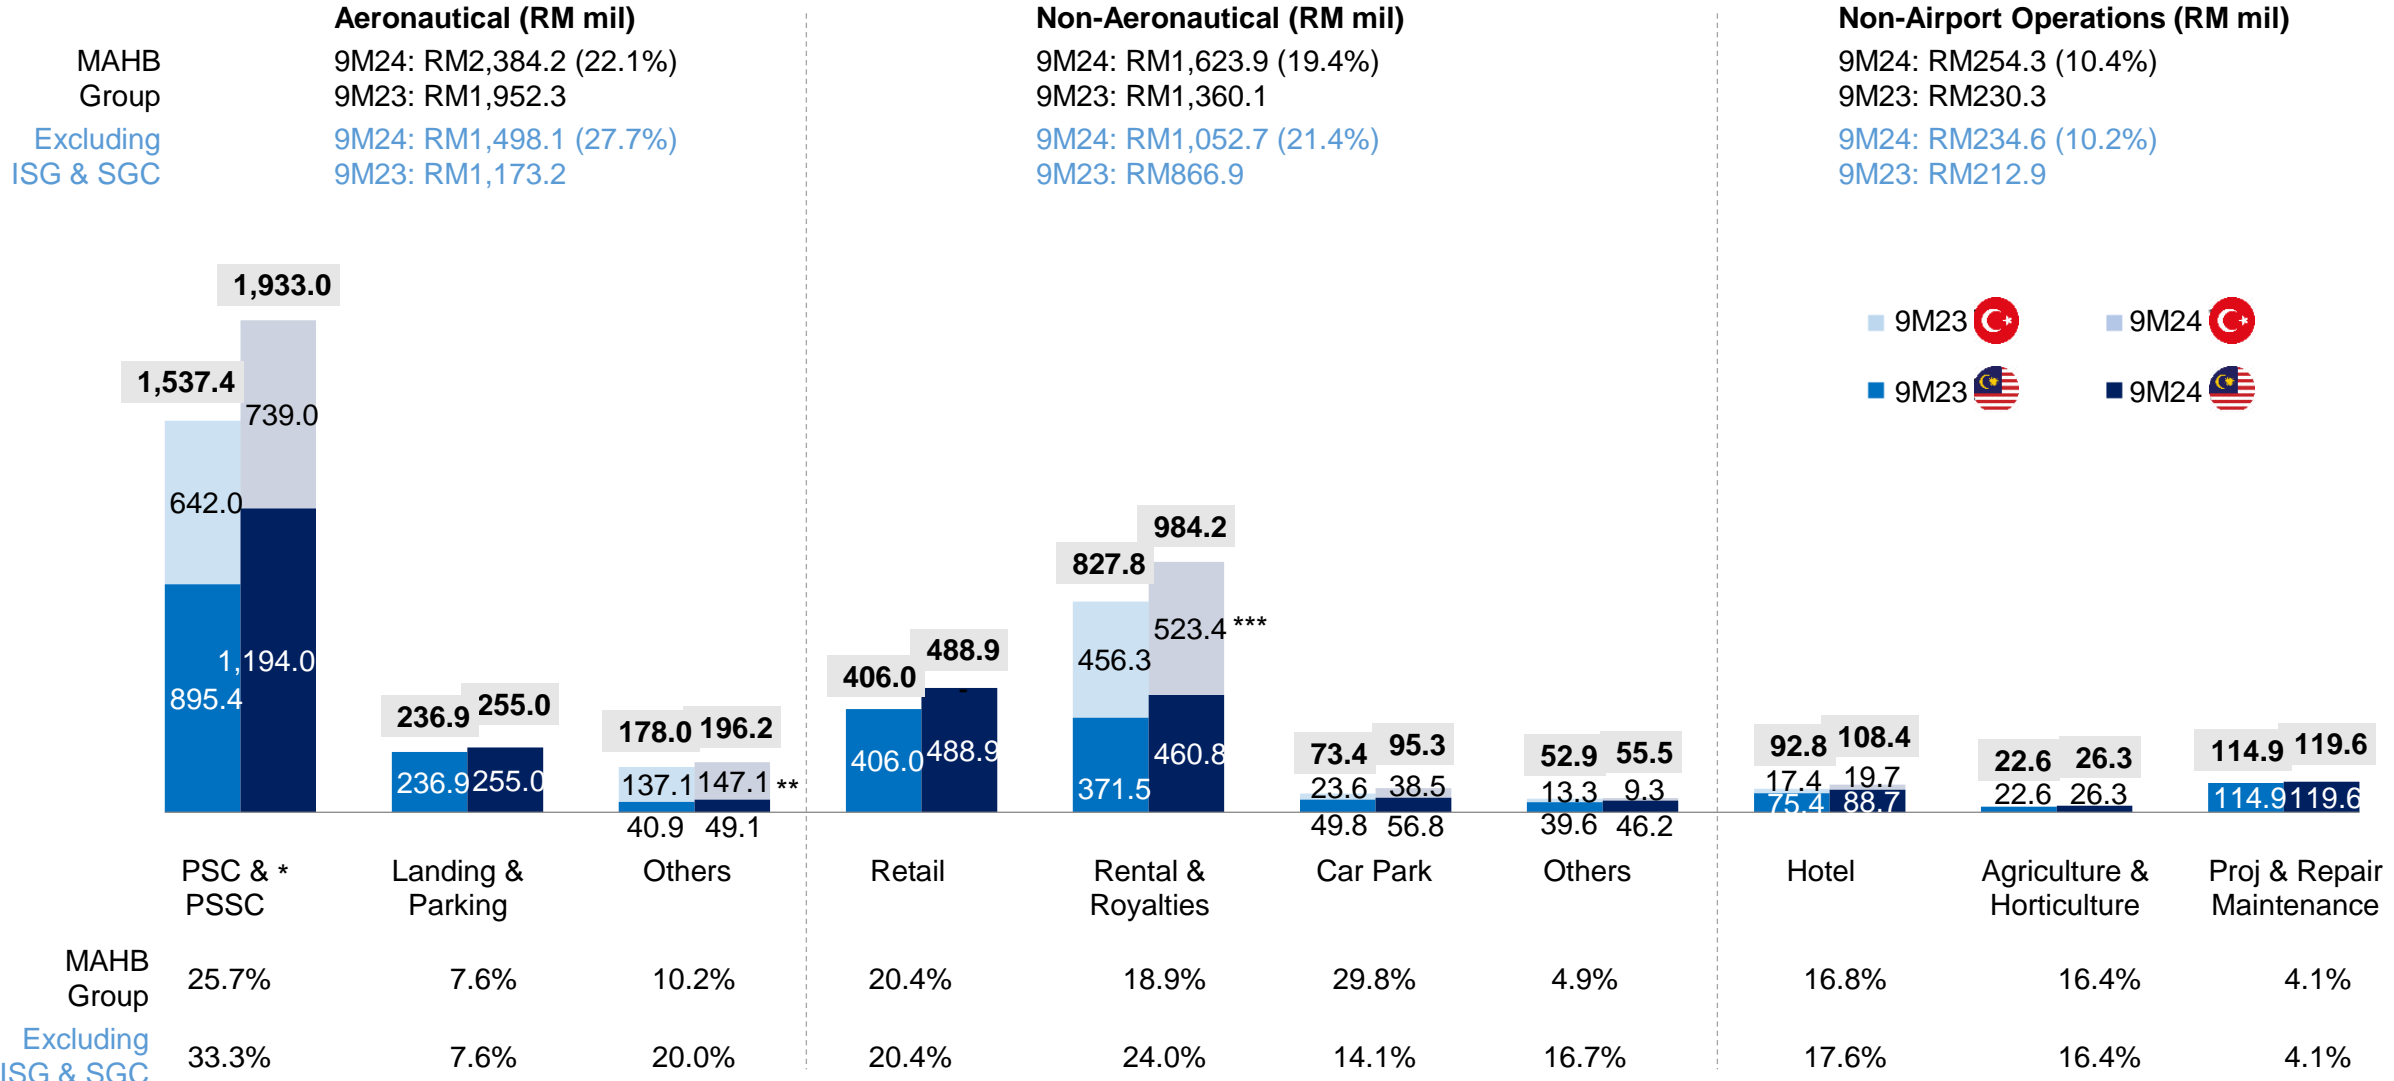 Aeronautical (RM mil)
Non-Aeronautical (RM mil)
Non-Airport Operations (RM mil)
MAHB
Group
9M24: RM2,384.2 (22.1%)
9M23: RM1,952.3
9M24: RM1,623.9 (19.4%)
9M23: RM1,360.1
9M24: RM254.3 (10.4%)
9M23: RM230.3
Excluding
ISG & SGC
9M24: RM1,498.1 (27.7%)
9M23: RM1,173.2
9M24: RM1,052.7 (21.4%)
9M23: RM866.9
9M24: RM234.6 (10.2%)
9M23: RM212.9
9M23
9M24
9M23
9M24
1,537.4
1,933.0
642.0
739.0
895.4
1,194.0
236.9
255.0
236.9
255.0
178.0
196.2
137.1
147.1 **
40.9
49.1
406.0
488.9
-
406.0
488.9
827.8
984.2
456.3
523.4 ***
371.5
460.8
73.4
95.3
23.6
38.5
49.8
56.8
52.9
55.5
13.3
9.3
39.6
46.2
92.8
108.4
17.4
19.7
75.4
88.7
22.6
26.3
22.6
26.3
114.9
119.6
114.9
119.6
PSC & *
PSSC
Landing &
Parking
Others
Retail
Rental &
Royalties
Car Park
Others
Hotel
Agriculture &
Horticulture
Proj & Repair
Maintenance
MAHB
Group
25.7% 7.6% 10.2% 20.4% 18.9% 29.8% 4.9% 16.8% 16.4% 4.1%
Excluding
ISG & SGC
33.3% 7.6% 20.0% 20.4% 24.0% 14.1% 16.7% 17.6% 16.4% 4.1%